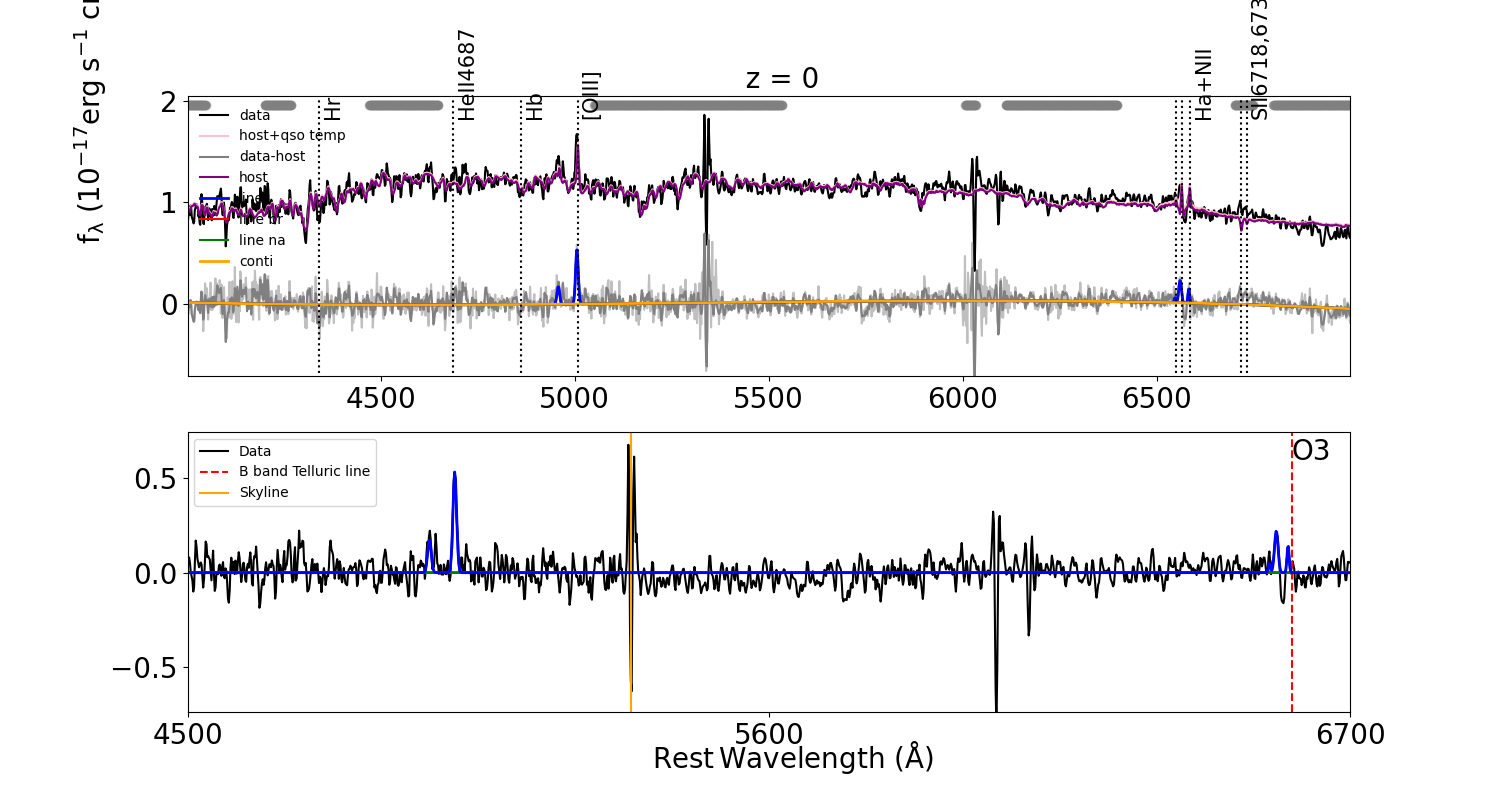 z = 0
f_λ (10^−17 erg s^−1
Hr
HeII4687
Hb
[OIII]
Ha+NII
SII6718,673
2
1
0
data
host+qso temp
data-host
host
line na
conti
4500
5000
5500
6000
6500
Data
B band Telluric line
Skyline
O3
0.5
0.0
−0.5
4500
5600
6700
Rest Wavelength (Å)